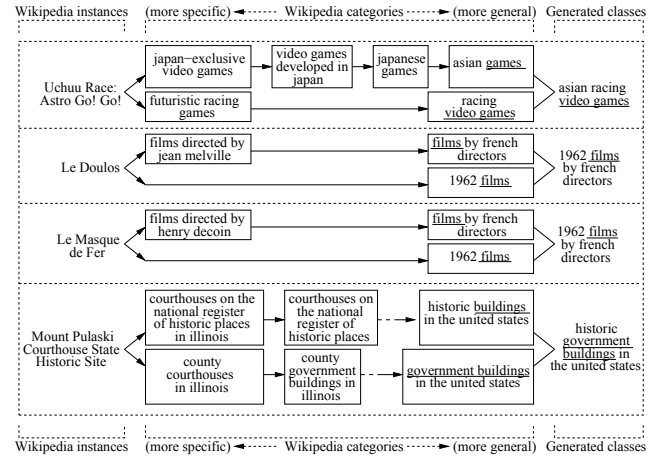 Wikipedia instances (more specific) Wikipedia categories (more general) Generated classes
Uchuu Race:
Astro Go! Go!
japan−exclusive
video games
video games
developed in
japan
japanese
games
asian games
futuristic racing
games
racing
video games
asian racing
video games
Le Doulos
films directed by
jean melville
films by french
directors
1962 films
1962 films
by french
directors
Le Masque
de Fer
films directed by
henry decoin
films by french
directors
1962 films
1962 films
by french
directors
Mount Pulaski
Courthouse State
Historic Site
courthouses on the
national register
of historic places
in illinois
courthouses on
the national
register of
historic places
historic buildings
in the united states
county
courthouses
in illinois
county
government
buildings in
illinois
government buildings
in the united states
historic
government
buildings in
the united states
Wikipedia instances (more specific) Wikipedia categories (more general) Generated classes